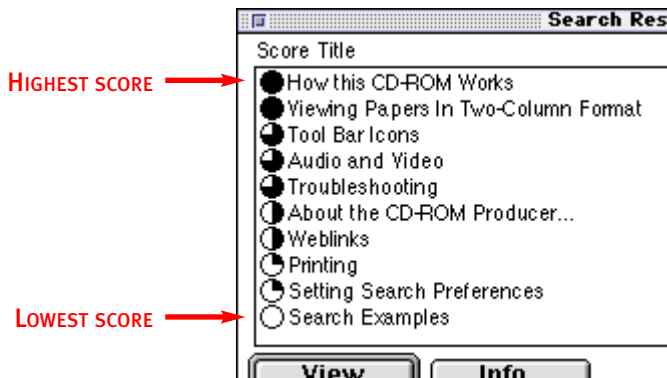 Search Res
Score Title
HIGHEST SCORE
How this CD-ROM Works
Viewing Papers In Two-Column Format
Tool Bar Icons
Audio and Video
Troubleshooting
About the CD-ROM Producer...
Weblinks
Printing
Setting Search Preferences
LOWEST SCORE
Search Examples
View
Info